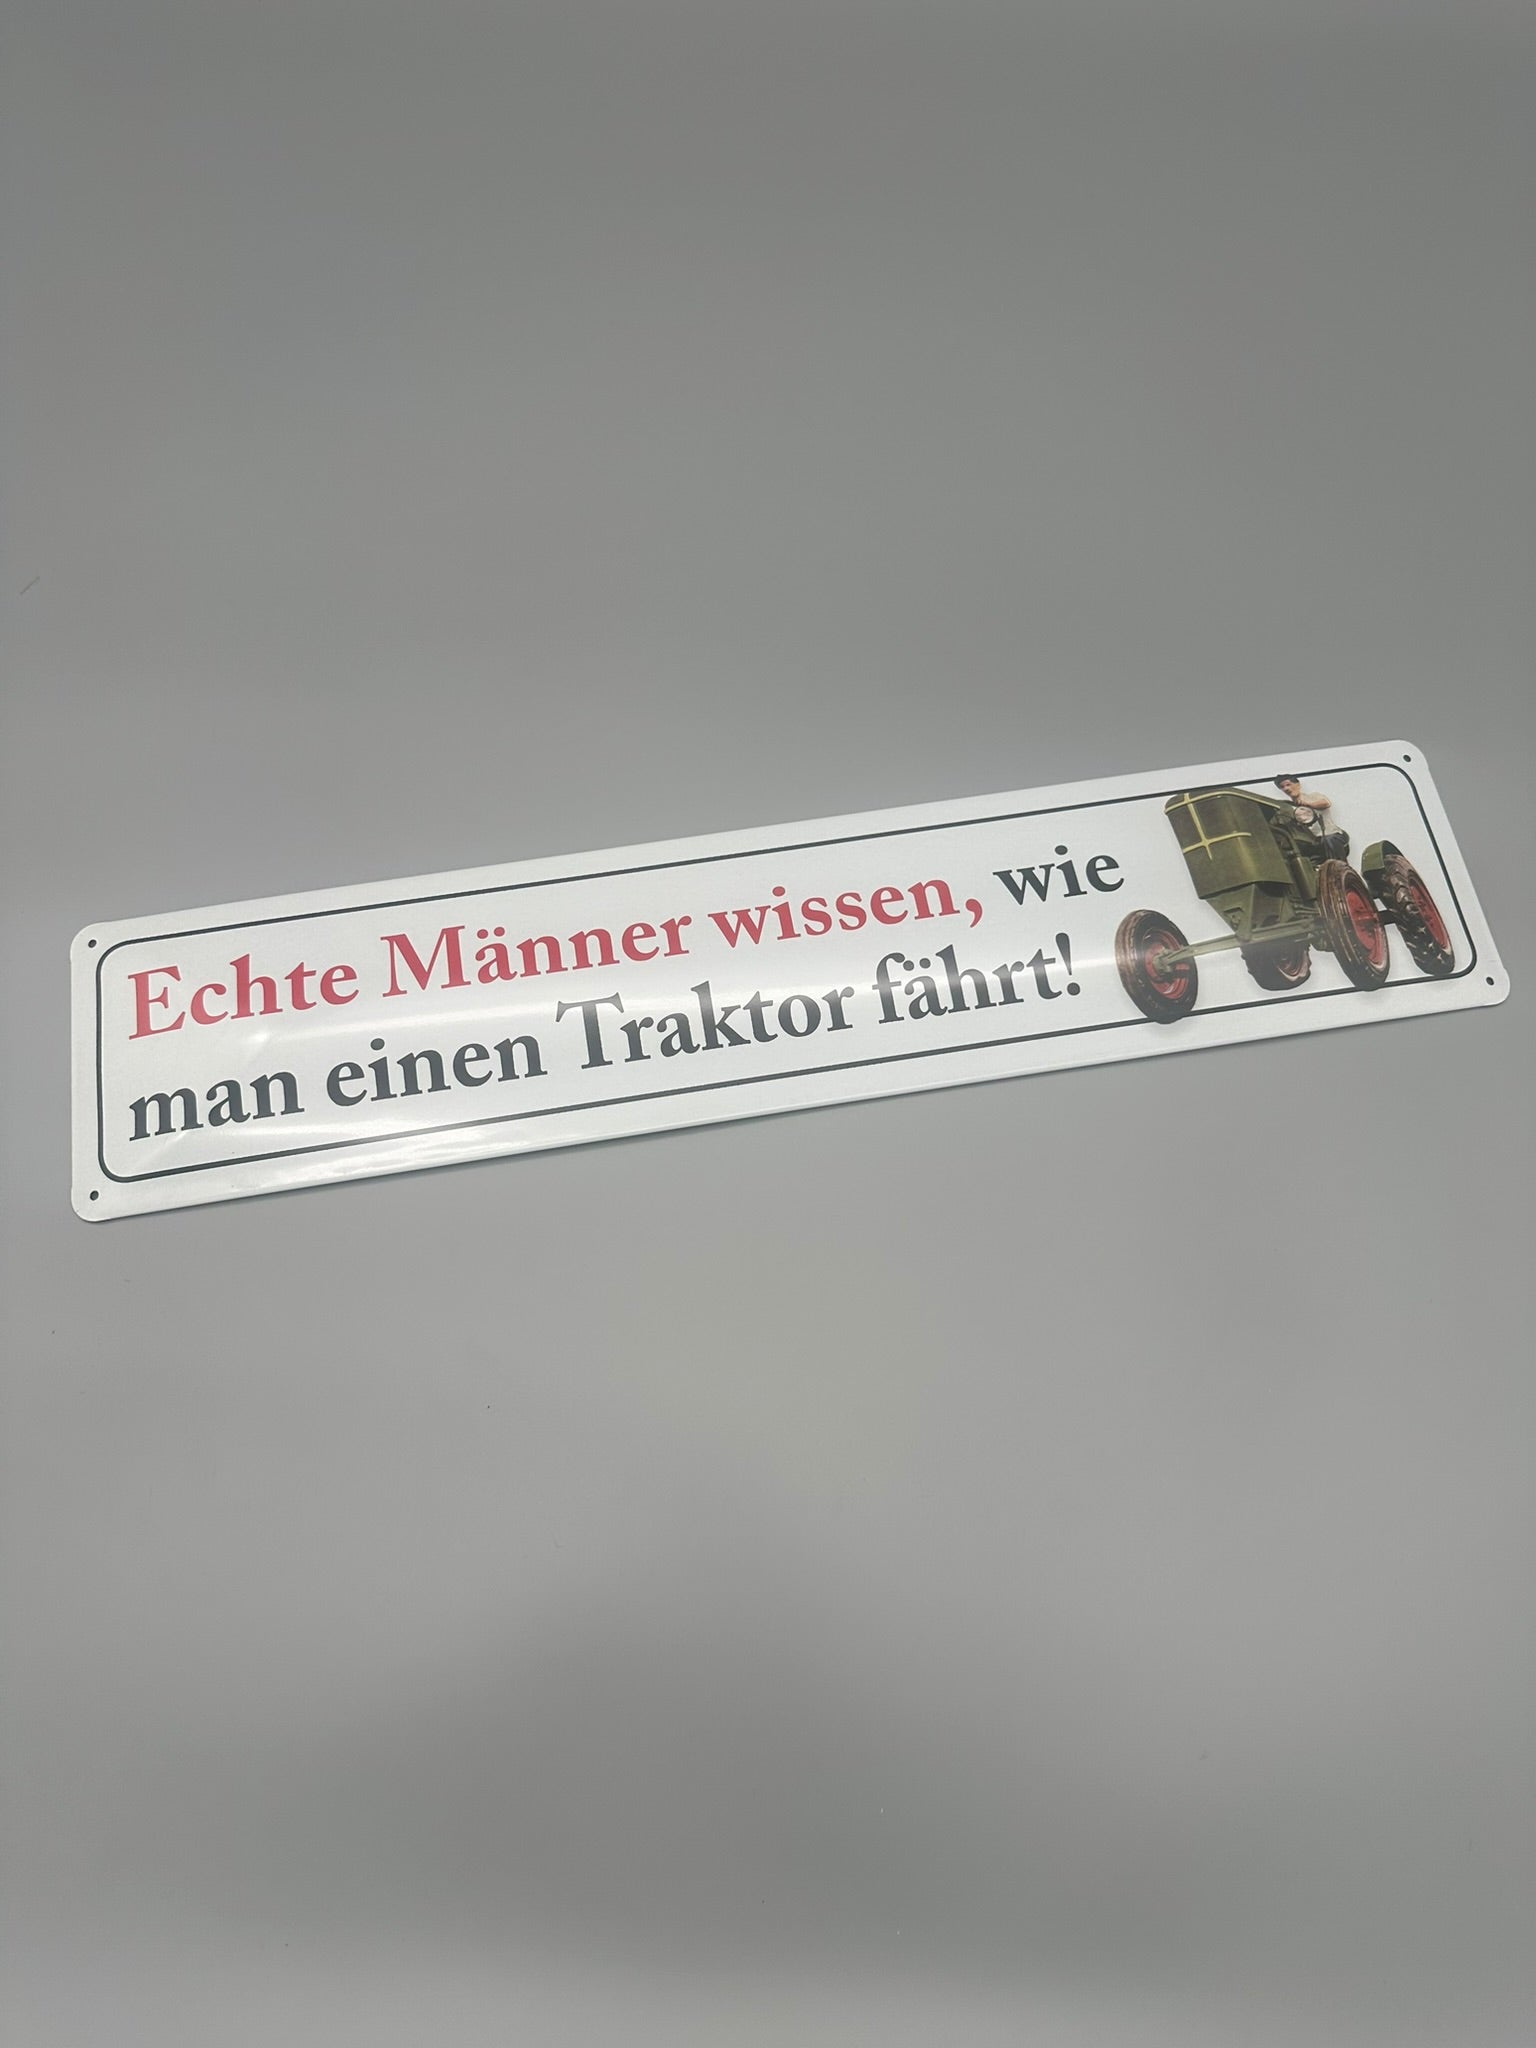 Echte Männer wissen, wie
man einen Traktor fährt!